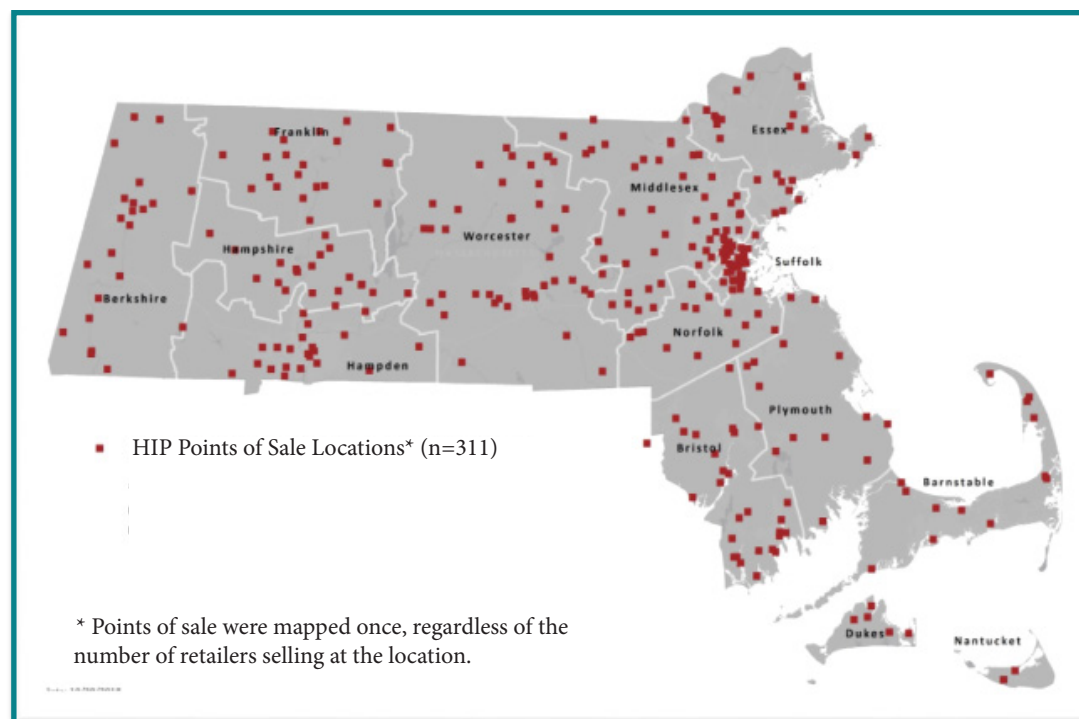 Franklin
Essex
Middlesex
Hampshire
Worcester
Suffolk
Berkshire
Norfolk
Hampden
Plymouth
HIP Points of Sale Locations* (n=311)
Bristol
Barnstable
* Points of sale were mapped once, regardless of the
number of retailers selling at the location.
Dukes
Nantucket